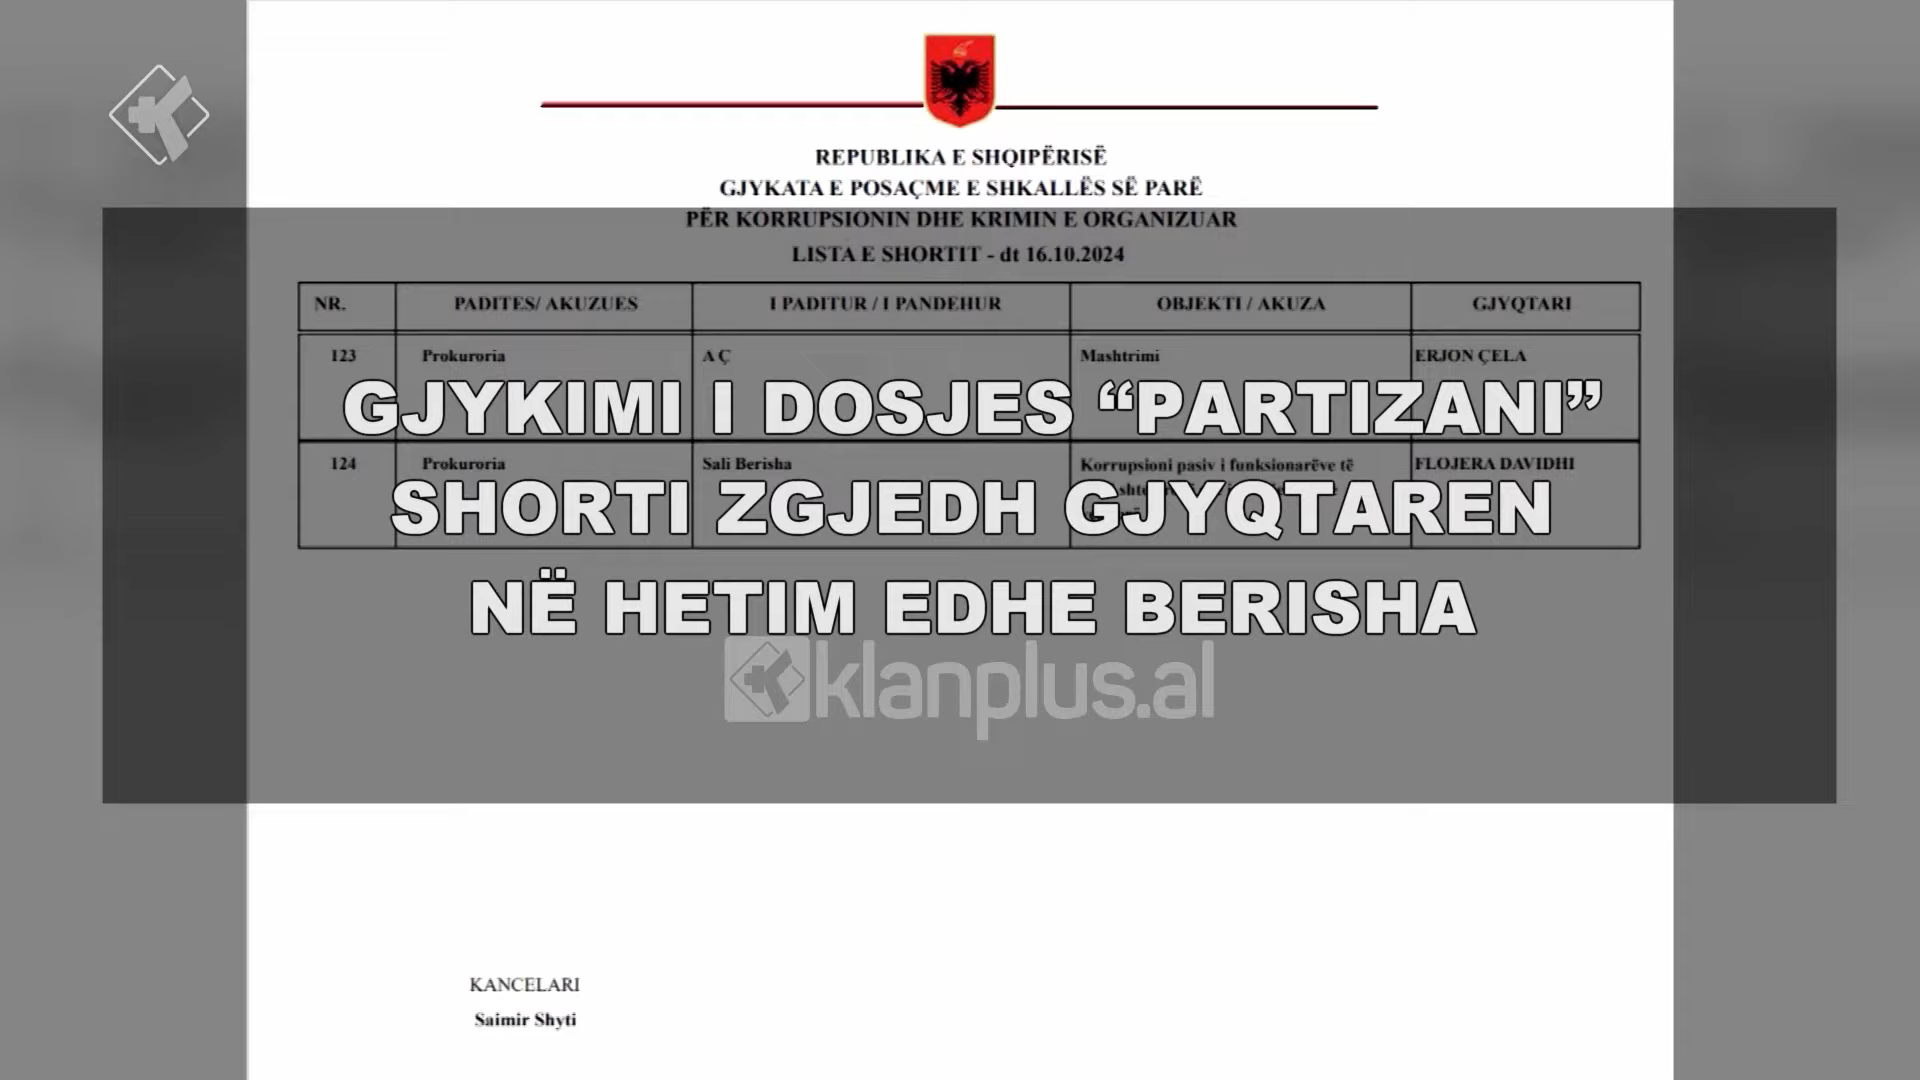 REPUBLIKA E SHQIPËRISË
GJYKATA E POSAÇME E SHKALLËS SË PARË
PËR KORRUPSIONIN DHE KRIMIN E ORGANIZUAR
LISTA E SHORTIT - dt 16.10.2024
NR. PADITES/ AKUZUES I PADITUR / I PANDEHUR OBJEKTI / AKUZA GJYQTARI
123 Prokuroria A Ç Mashtrimi ERJON ÇELA
GJYKIMI I DOSJES “PARTIZANI”
124 Prokuroria Sali Berisha Korrupsioni pasiv i funksionarëve të FLOJERA DAVIDHI
SHORTI ZGJEDH GJYQTAREN
NË HETIM EDHE BERISHA
klanplus.al
KANCELARI
Saimir Shyti